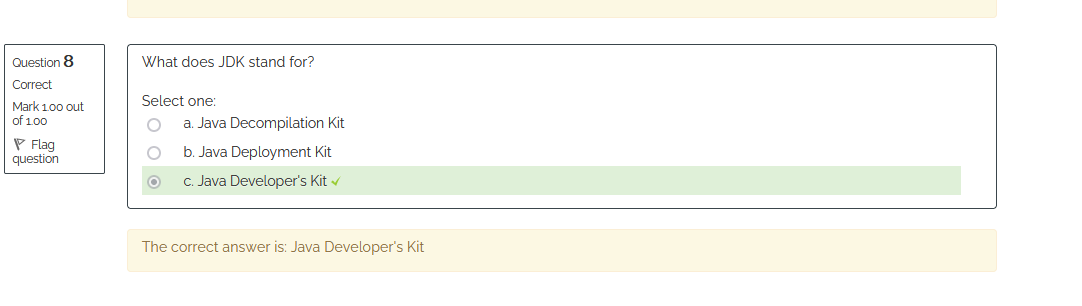 Question 8
Correct
Mark 1.00 out
of 1.00
Flag
question
What does JDK stand for?
Select one:
a. Java Decompilation Kit
b. Java Deployment Kit
c. Java Developer's Kit
The correct answer is: Java Developer's Kit